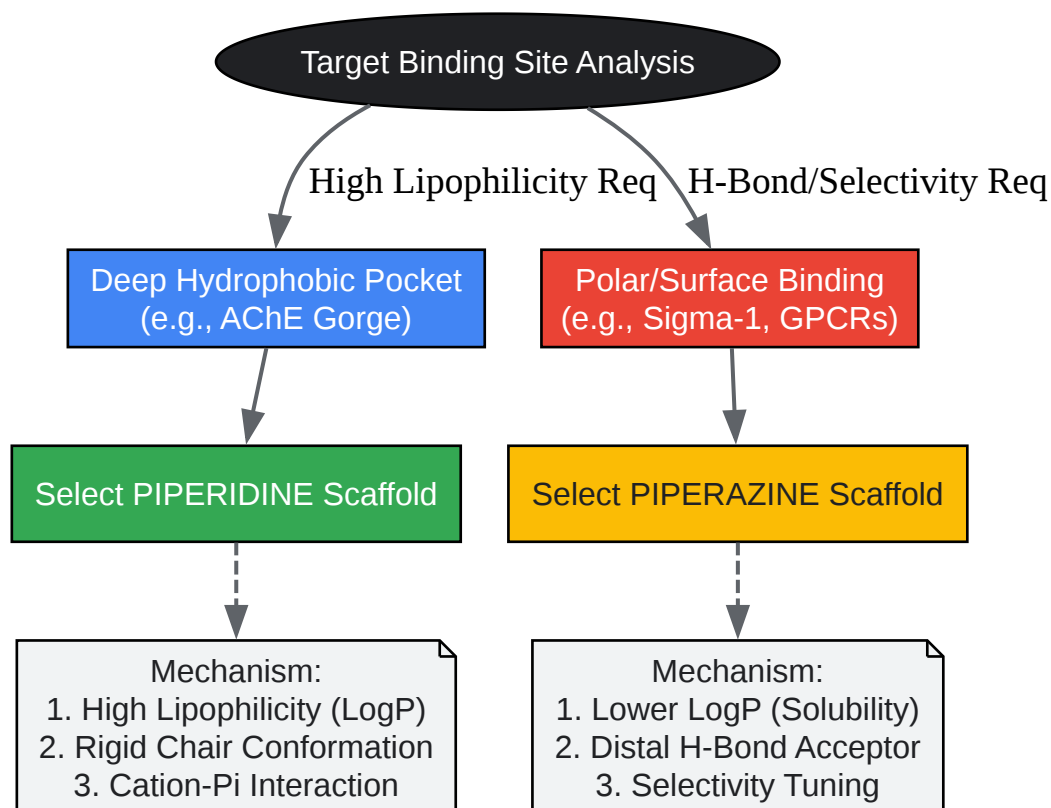 Target Binding Site Analysis
High Lipophilicity Req
H-Bond/Selectivity Req
Deep Hydrophobic Pocket
(e.g., AChE Gorge)
Polar/Surface Binding
(e.g., Sigma-1, GPCRs)
Select PIPERIDINE Scaffold
Select PIPERAZINE Scaffold
Mechanism:
1. High Lipophilicity (LogP)
2. Rigid Chair Conformation
3. Cation-Pi Interaction
Mechanism:
1. Lower LogP (Solubility)
2. Distal H-Bond Acceptor
3. Selectivity Tuning